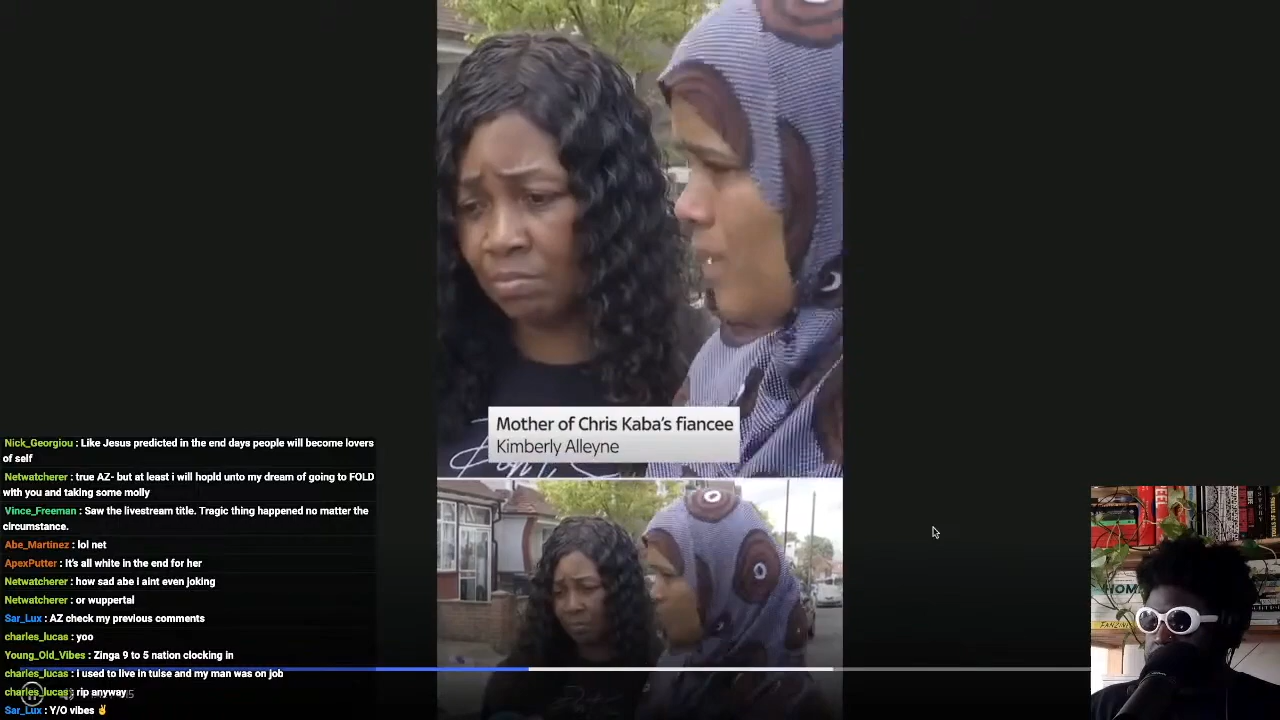 Mother of Chris Kaba's fiancee
Kimberly Alleyne
Nick_Georgiou : Like Jesus predicted in the end days people will become lovers
of self
Netwatcherer : true AZ- but at least i will hopld unto my dream of going to FOLD
with you and taking some molly
Vince_Freeman : Saw the livestream title. Tragic thing happened no matter the
circumstance.
Abe_Martinez : lol net
ApexPutter : It's all white in the end for her
Netwatcherer : how sad abe i aint even joking
Netwatcherer : or wuppertal
Sar_Lux : AZ check my previous comments
charles_lucas : yoo
Young_Old_Vibes : Zinga 9 to 5 nation clocking in
charles_lucas : i used to live in tulse and my man was on job
charles_lucas : rip anyway
Sar_Lux : Y/O vibes ✌
HOME